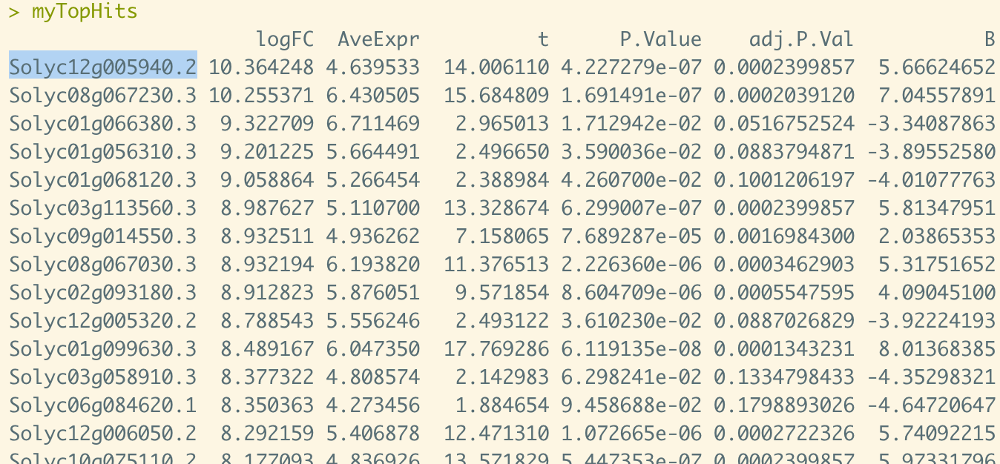 > myTopHits
logFC AveExpr t P.Value adj.P.Val B
Solyc12g005940.2 10.364248 4.639533 14.006110 4.227279e-07 0.0002399857 5.66624652
Solyc08g067230.3 10.255371 6.430505 15.684809 1.691491e-07 0.0002039120 7.04557891
Solyc01g066380.3 9.322709 6.711469 2.965013 1.712942e-02 0.0516752524 -3.34087863
Solyc01g056310.3 9.201225 5.664491 2.496650 3.590036e-02 0.0883794871 -3.89552580
Solyc01g068120.3 9.058864 5.266454 2.388984 4.260700e-02 0.1001206197 -4.01077763
Solyc03g113560.3 8.987627 5.110700 13.328674 6.299007e-07 0.0002399857 5.81347951
Solyc09g014550.3 8.932511 4.936262 7.158065 7.689287e-05 0.0016984300 2.03865353
Solyc08g067030.3 8.932194 6.193820 11.376513 2.226360e-06 0.0003462903 5.31751652
Solyc02g093180.3 8.912823 5.876051 9.571854 8.604709e-06 0.0005547595 4.09045100
Solyc12g005320.2 8.788543 5.556246 2.493122 3.610230e-02 0.0887026829 -3.92224193
Solyc01g099630.3 8.489167 6.047350 17.769286 6.119135e-08 0.0001343231 8.01368385
Solyc03g058910.3 8.377322 4.808574 2.142983 6.298241e-02 0.1334798433 -4.35298321
Solyc06g084620.1 8.350363 4.273456 1.884654 9.458688e-02 0.1798893026 -4.64720647
Solyc12g006050.2 8.292159 5.406878 12.471310 1.072665e-06 0.0002722326 5.74092215
Solyc10g075110.2 8.177093 4.836926 13.571829 5.447353e-07 0.0002399857 5.97331796